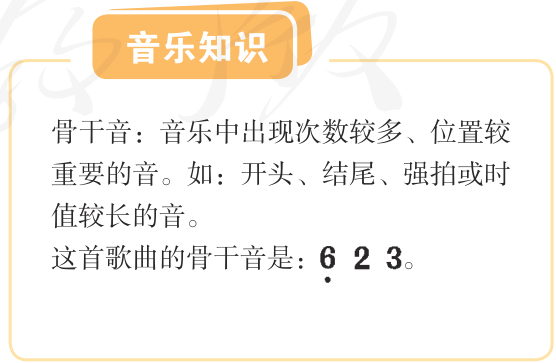 音乐知识
骨干音：音乐中出现次数较多、位置较
重要的音。如：开头、结尾、强拍或时
值较长的音。
这首歌曲的骨干音是：6̣ 2 3。